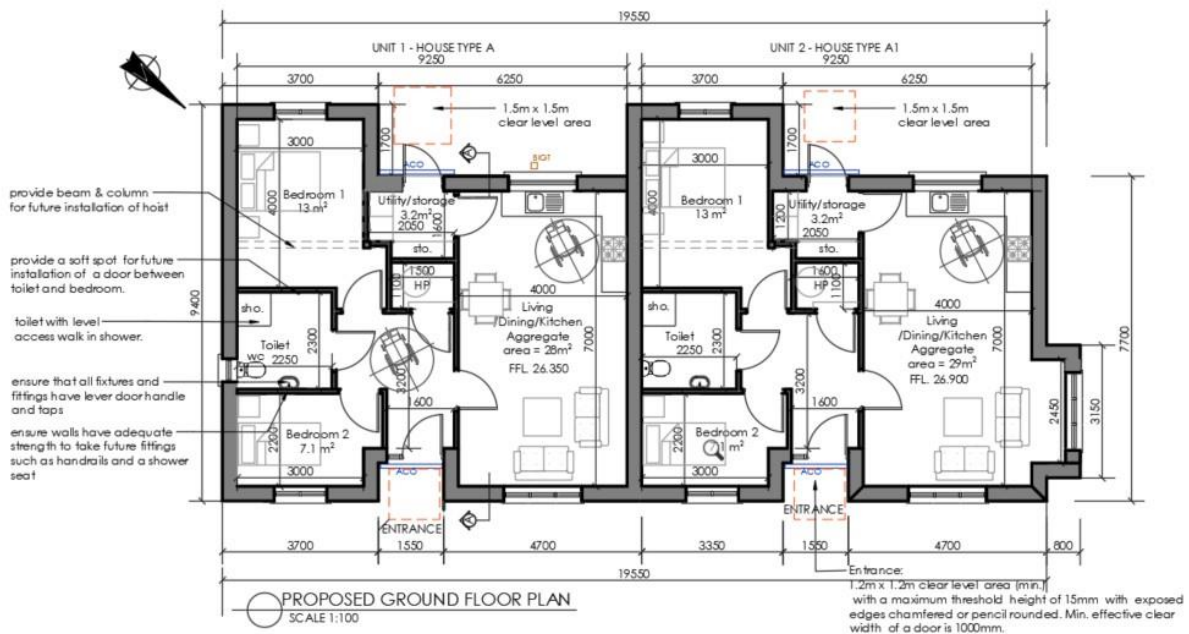 19550
UNIT 1 - HOUSE TYPE A
UNIT 2 - HOUSE TYPE A1
9250
9250
3700
6250
3700
6250
1.5m x 1.5m
clear level area
1.5m x 1.5m
clear level area
1700
1700
ACO
BIGT
ACO
3000
3000
provide beam & column
for future installation of hoist
Bedroom 1
13 m²
4000
Utility/storage
3.2m²
2050
1600
sto.
Bedroom 1
13 m²
4000
Utility/storage
3.2m²
1200
2050
sto.
provide a soft spot for future
installation of a door between
toilet and bedroom.
9400
1500
HP
4000
1600
HP
1100
4000
7700
toilet with level
access walk in shower.
sho.
Toilet
wc
2250
2300
Living
/Dining/Kitchen
Aggregate
area = 28m²
FFL. 26.350
7000
sho.
Toilet
2250
2300
Living
/Dining/Kitchen
Aggregate
area = 29m²
FFL. 26.900
7000
ensure that all fixtures and
fittings have lever door handle
and taps
3200
1600
3200
1600
2450
3150
ensure walls have adequate
strength to take future fittings
such as handrails and a shower
seat
Bedroom 2
7.1 m²
2200
3000
Bedroom 2
2200
3000
ACO
ACO
ENTRANCE
ENTRANCE
3700
1550
4700
3350
1550
4700
800
19550
Entrance:
1.2m x 1.2m clear level area (min.)
with a maximum threshold height of 15mm with exposed
edges chamfered or pencil rounded. Min. effective clear
width of a door is 1000mm.
PROPOSED GROUND FLOOR PLAN
SCALE 1:100